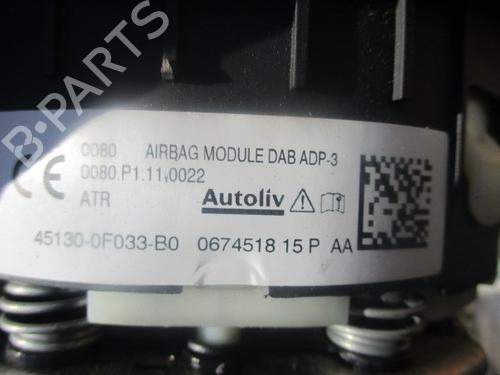 B-PARTS
0080 AIRBAG MODULE DAB ADP-3
CE 0080.P1.11.0022
ATR Autoliv
45130-0F033-B0 0674518 15 P AA